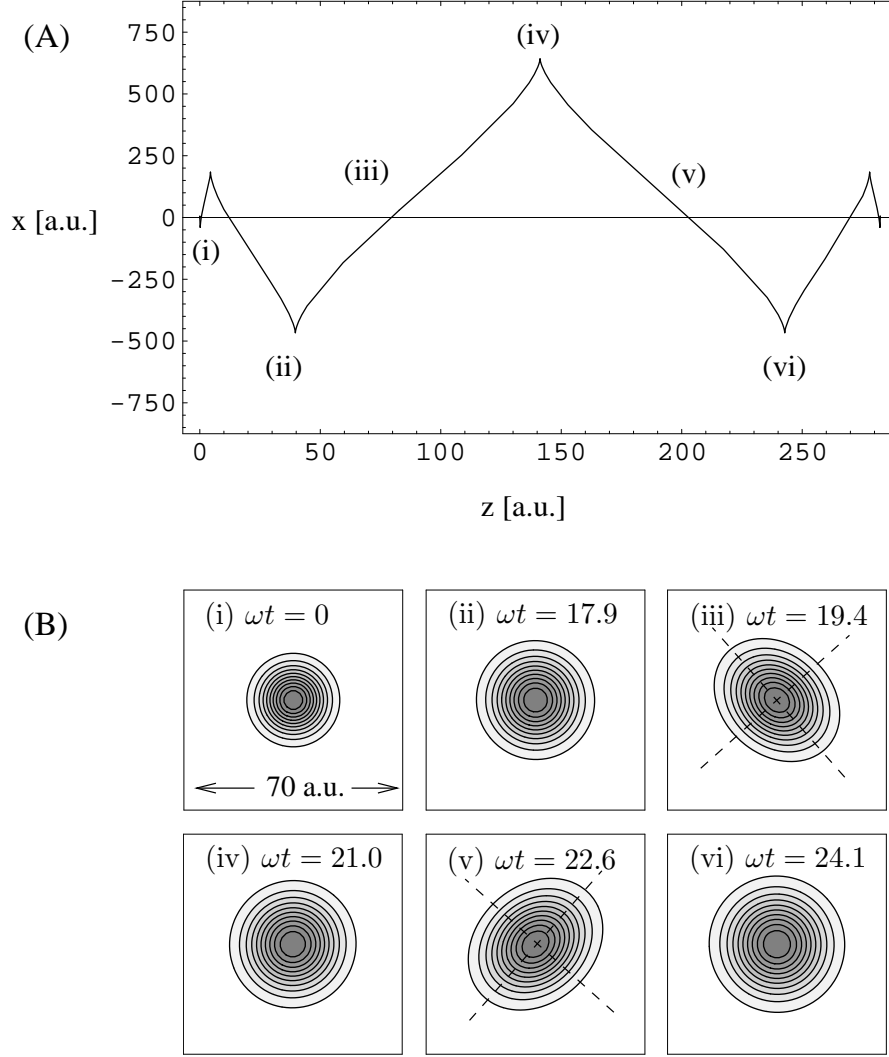 (A)
750
500
250
0
−250
−500
−750
x [a.u.]
(i)
(ii)
(iii)
(iv)
(v)
(vi)
0 50 100 150 200 250
z [a.u.]
(B)
(i) ωt = 0
70 a.u.
(ii) ωt = 17.9
(iii) ωt = 19.4
(iv) ωt = 21.0
(v) ωt = 22.6
(vi) ωt = 24.1